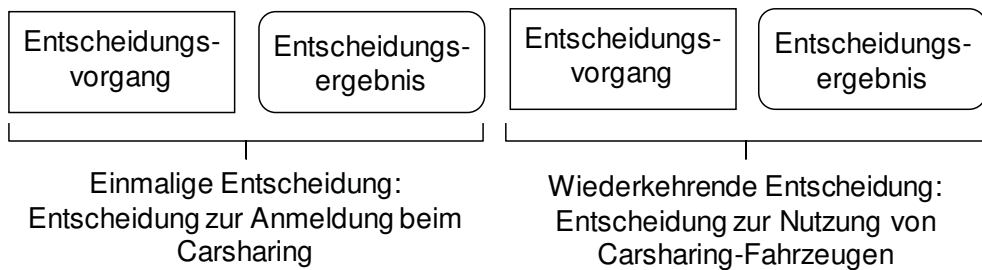 Entscheidungs-
vorgang
Entscheidungs-
ergebnis
Entscheidungs-
vorgang
Entscheidungs-
ergebnis
Einmalige Entscheidung:
Entscheidung zur Anmeldung beim
Carsharing
Wiederkehrende Entscheidung:
Entscheidung zur Nutzung von
Carsharing-Fahrzeugen